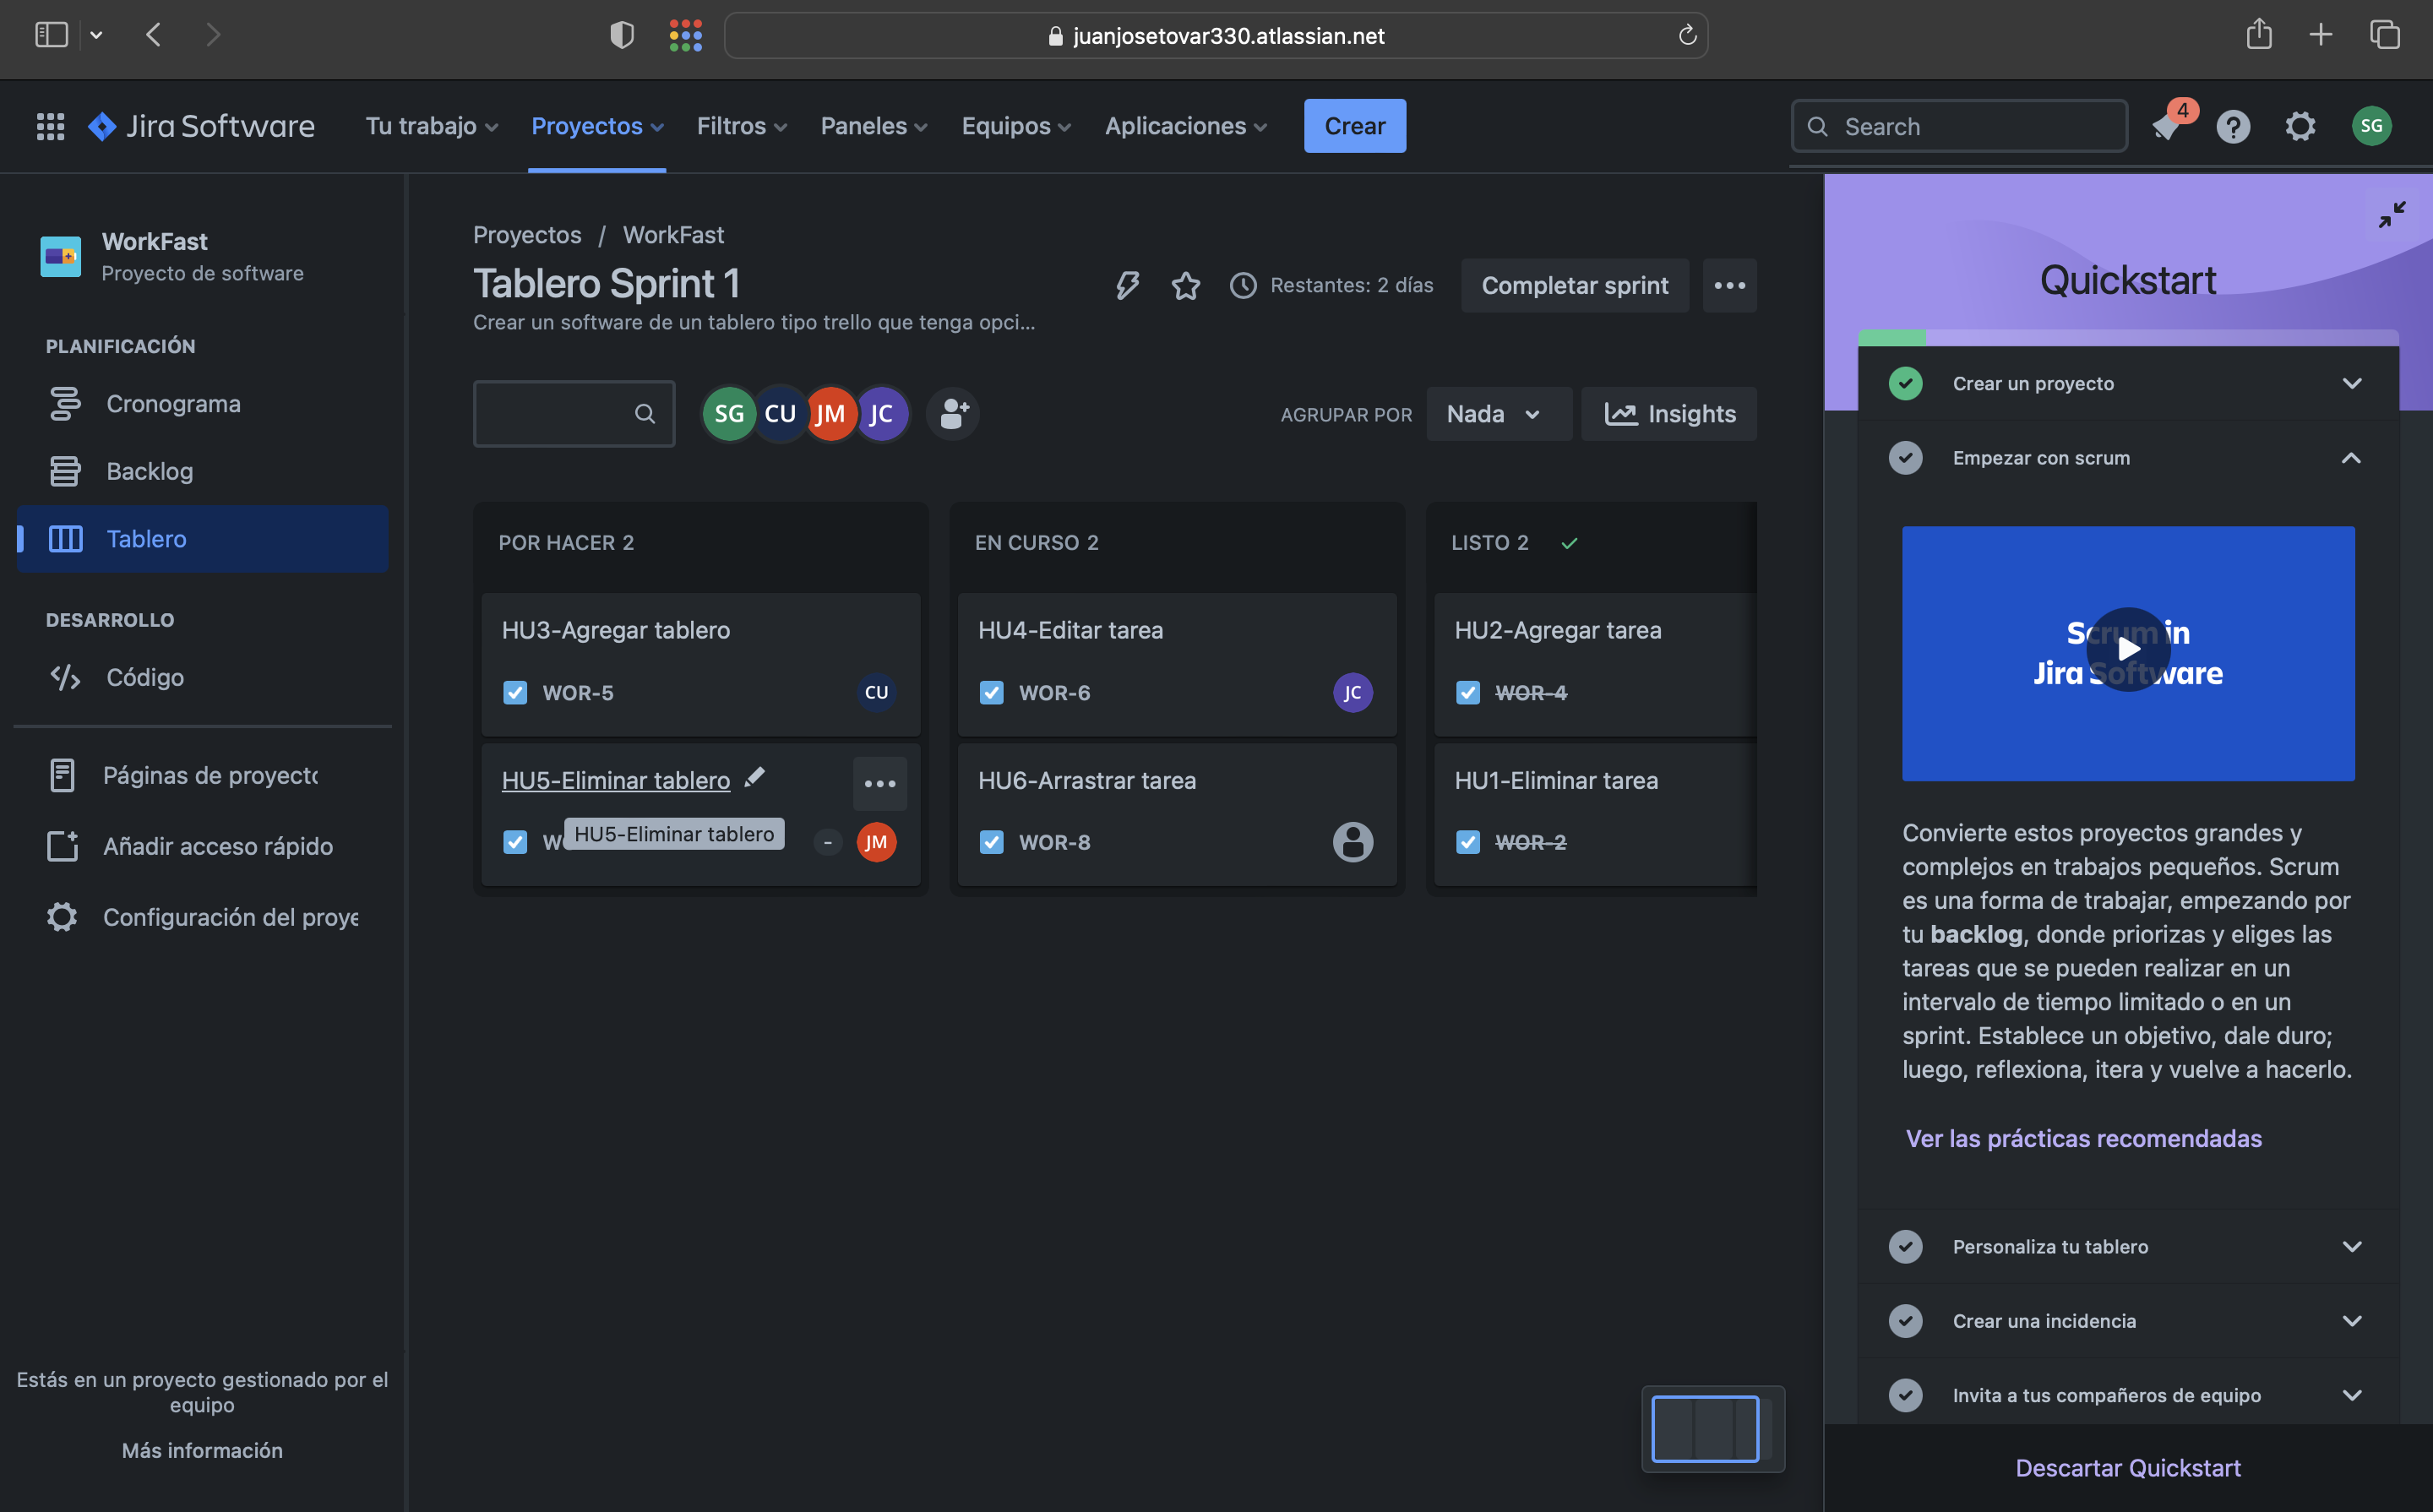 juanjosetovar330.atlassian.net
Jira Software
Tu trabajo
Proyectos
Filtros
Paneles
Equipos
Aplicaciones
Crear
Search
4
SG
WorkFast
Proyecto de software
PLANIFICACIÓN
Cronograma
Backlog
Tablero
DESARROLLO
Código
Páginas de proyecto
Añadir acceso rápido
Configuración del proye
Estás en un proyecto gestionado por el
equipo
Más información
Proyectos / WorkFast
Tablero Sprint 1
Crear un software de un tablero tipo trello que tenga opci...
Restantes: 2 días
Completar sprint
SG CU JM JC
AGRUPAR POR
Nada
Insights
POR HACER 2
HU3-Agregar tablero
WOR-5
CU
HU5-Eliminar tablero
HU5-Eliminar tablero
-
JM
EN CURSO 2
HU4-Editar tarea
WOR-6
JC
HU6-Arrastrar tarea
WOR-8
LISTO 2
HU2-Agregar tarea
WOR-4
HU1-Eliminar tarea
WOR-2
Quickstart
Crear un proyecto
Empezar con scrum
Scrum in
Jira Software
Convierte estos proyectos grandes y
complejos en trabajos pequeños. Scrum
es una forma de trabajar, empezando por
tu backlog, donde priorizas y eliges las
tareas que se pueden realizar en un
intervalo de tiempo limitado o en un
sprint. Establece un objetivo, dale duro;
luego, reflexiona, itera y vuelve a hacerlo.
Ver las prácticas recomendadas
Personaliza tu tablero
Crear una incidencia
Invita a tus compañeros de equipo
Descartar Quickstart